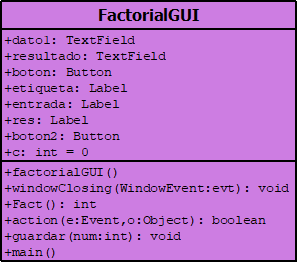 FactorialGUI
+dato1: TextField
+resultado: TextField
+boton: Button
+etiqueta: Label
+entrada: Label
+res: Label
+boton2: Button
+c: int = 0
+factorialGUI()
+windowClosing(WindowEvent:evt): void
+Fact(): int
+action(e:Event,o:Object): boolean
+guardar(num:int): void
+main()